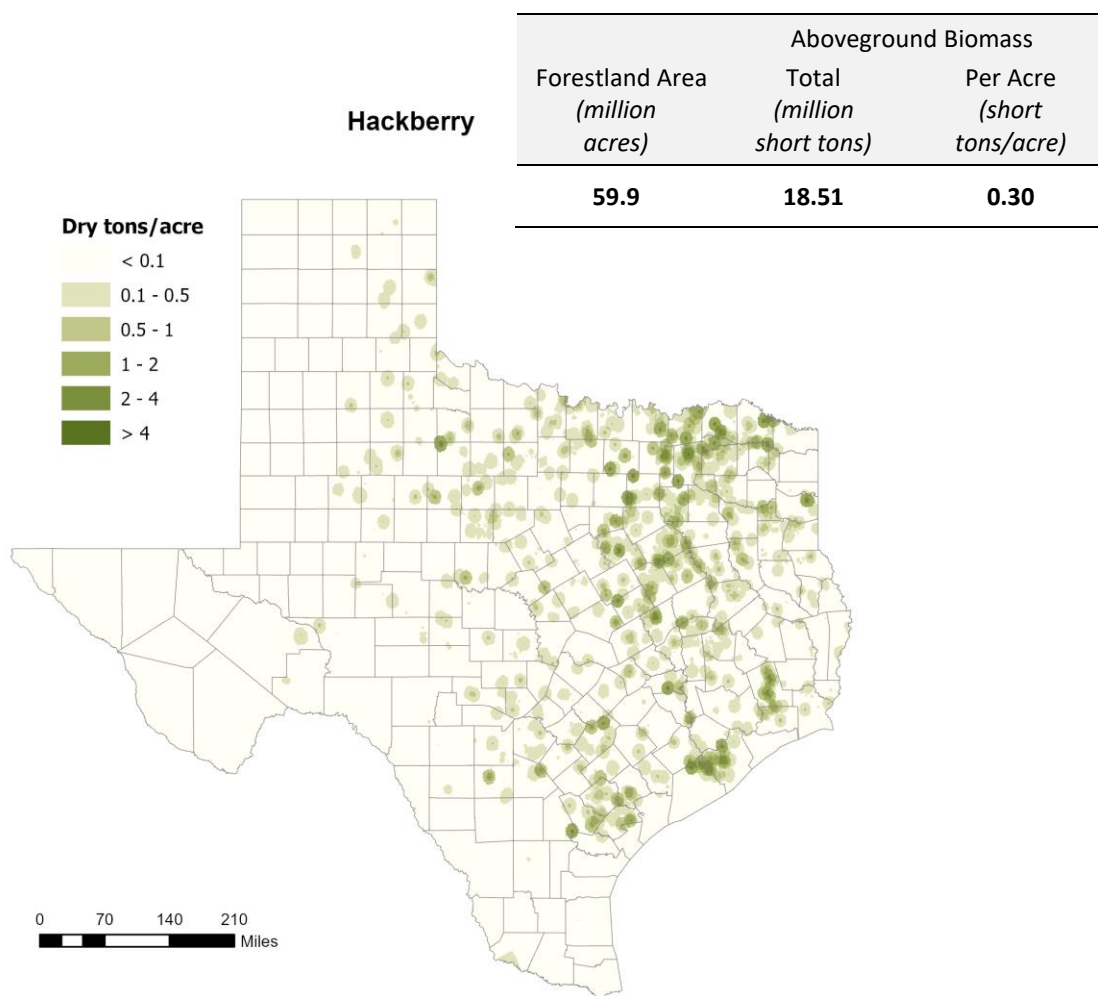 Aboveground Biomass
Forestland Area Total Per Acre
(million (million (short
acres) short tons) tons/acre)
59.9 18.51 0.30
Hackberry
Dry tons/acre
< 0.1
0.1 - 0.5
0.5 - 1
1 - 2
2 - 4
> 4
0 70 140 210
Miles